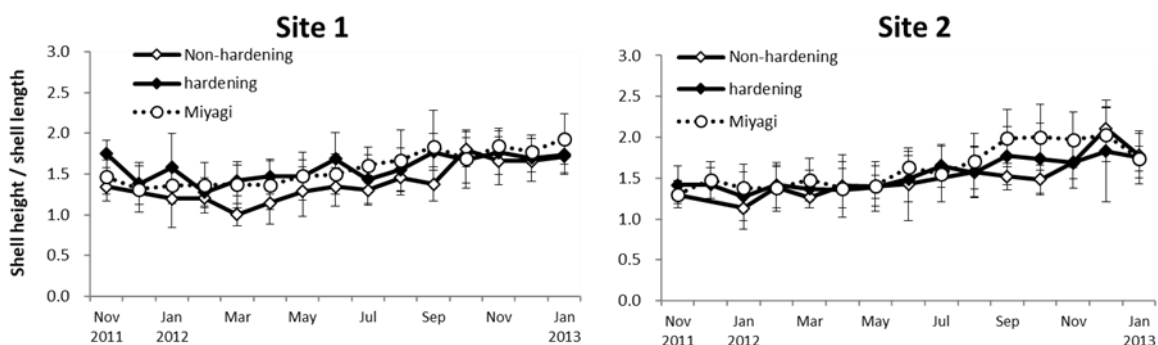 Site 1
Shell height / shell length
3.0
2.5
2.0
1.5
1.0
0.5
0.0
Non-hardening
hardening
Miyagi
Nov Jan Mar May Jul Sep Nov Jan
2011 2012 2013
Site 2
3.0
2.5
2.0
1.5
1.0
0.5
0.0
Non-hardening
hardening
Miyagi
Nov Jan Mar May Jul Sep Nov Jan
2011 2012 2013